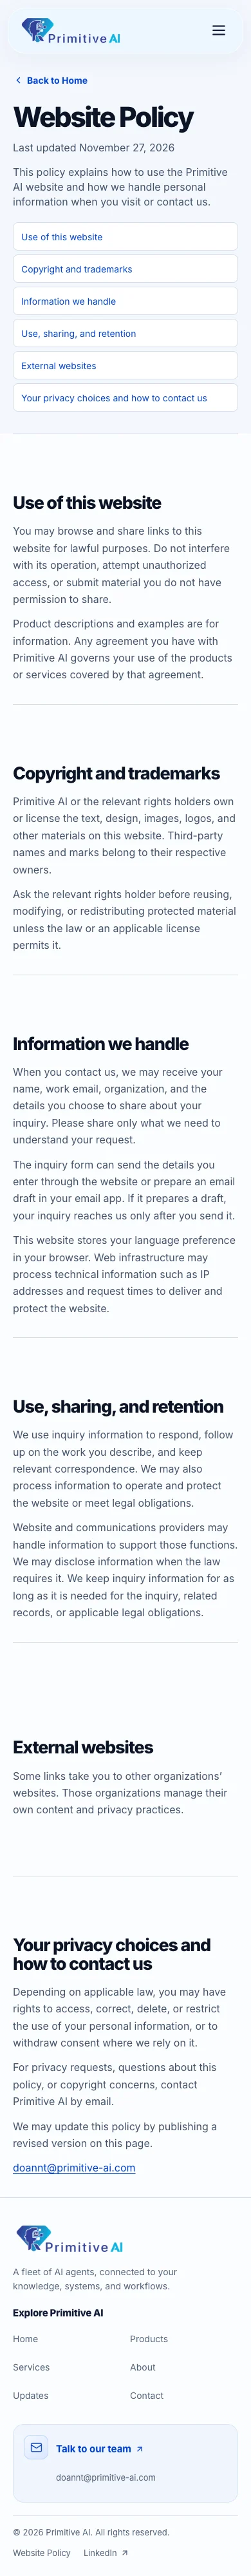 Primitive AI
Back to Home
Website Policy
Last updated November 27, 2026
This policy explains how to use the Primitive
AI website and how we handle personal
information when you visit or contact us.
Use of this website
Copyright and trademarks
Information we handle
Use, sharing, and retention
External websites
Your privacy choices and how to contact us
Use of this website
You may browse and share links to this
website for lawful purposes. Do not interfere
with its operation, attempt unauthorized
access, or submit material you do not have
permission to share.
Product descriptions and examples are for
information. Any agreement you have with
Primitive AI governs your use of the products
or services covered by that agreement.
Copyright and trademarks
Primitive AI or the relevant rights holders own
or license the text, design, images, logos, and
other materials on this website. Third-party
names and marks belong to their respective
owners.
Ask the relevant rights holder before reusing,
modifying, or redistributing protected material
unless the law or an applicable license
permits it.
Information we handle
When you contact us, we may receive your
name, work email, organization, and the
details you choose to share about your
inquiry. Please share only what we need to
understand your request.
The inquiry form can send the details you
enter through the website or prepare an email
draft in your email app. If it prepares a draft,
your inquiry reaches us only after you send it.
This website stores your language preference
in your browser. Web infrastructure may
process technical information such as IP
addresses and request times to deliver and
protect the website.
Use, sharing, and retention
We use inquiry information to respond, follow
up on the work you describe, and keep
relevant correspondence. We may also
process information to operate and protect
the website or meet legal obligations.
Website and communications providers may
handle information to support those functions.
We may disclose information when the law
requires it. We keep inquiry information for as
long as it is needed for the inquiry, related
records, or applicable legal obligations.
External websites
Some links take you to other organizations’
websites. Those organizations manage their
own content and privacy practices.
Your privacy choices and
how to contact us
Depending on applicable law, you may have
rights to access, correct, delete, or restrict
the use of your personal information, or to
withdraw consent where we rely on it.
For privacy requests, questions about this
policy, or copyright concerns, contact
Primitive AI by email.
We may update this policy by publishing a
revised version on this page.
doannt@primitive-ai.com
Primitive AI
A fleet of AI agents, connected to your
knowledge, systems, and workflows.
Explore Primitive AI
Home Products
Services About
Updates Contact
Talk to our team
doannt@primitive-ai.com
© 2026 Primitive AI. All rights reserved.
Website Policy LinkedIn